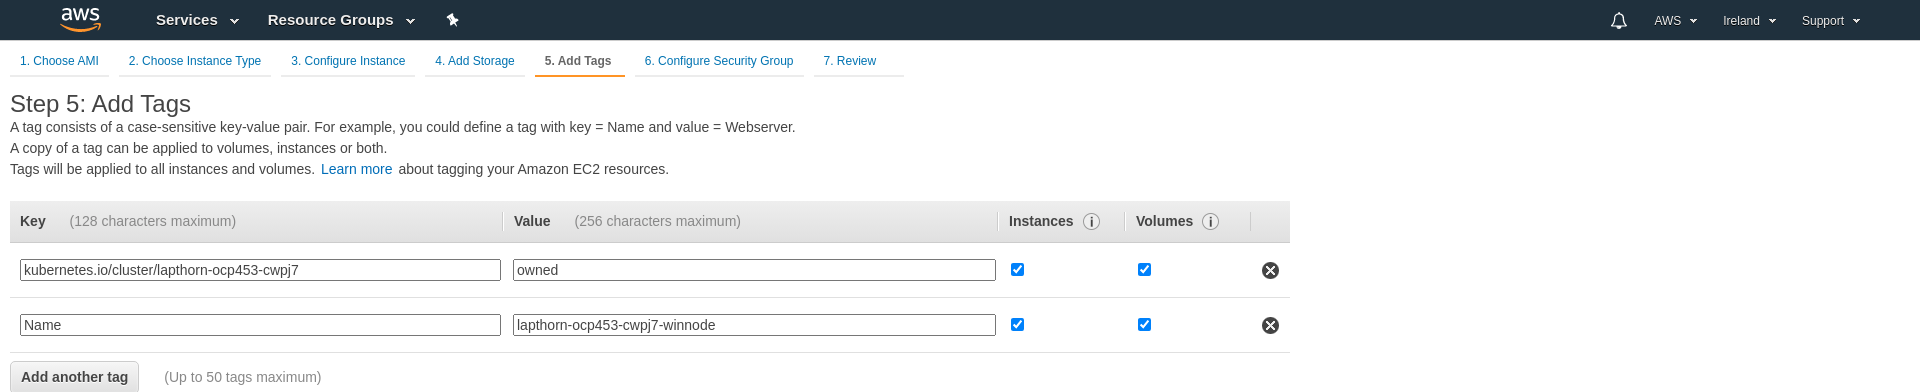 aws Services Resource Groups AWS Ireland Support
1. Choose AMI 2. Choose Instance Type 3. Configure Instance 4. Add Storage 5. Add Tags 6. Configure Security Group 7. Review
Step 5: Add Tags
A tag consists of a case-sensitive key-value pair. For example, you could define a tag with key = Name and value = Webserver.
A copy of a tag can be applied to volumes, instances or both.
Tags will be applied to all instances and volumes. Learn more about tagging your Amazon EC2 resources.
Key (128 characters maximum) Value (256 characters maximum) Instances Volumes
kubernetes.io/cluster/lapthorn-ocp453-cwpj7 owned
Name lapthorn-ocp453-cwpj7-winnode
Add another tag (Up to 50 tags maximum)